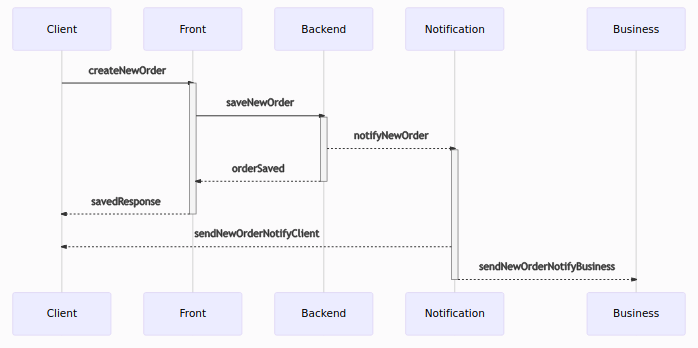 Client Front Backend Notification Business
createNewOrder
saveNewOrder
notifyNewOrder
orderSaved
savedResponse
sendNewOrderNotifyClient
sendNewOrderNotifyBusiness
Client Front Backend Notification Business